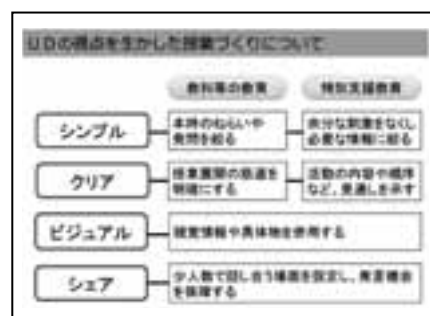 UDの視点を生かした授業づくりについて
教科等の教育 特別支援教育
シンプル
本時のねらいや
発問を絞る
余分な刺激をなくし
必要な情報に絞る
クリア
授業展開の筋道を
明確にする
活動の内容や順序
など、見通しを示す
ビジュアル
視覚情報や具体物を使用する
シェア
少人数で話し合う場面を設定し、発言機会
を保障する